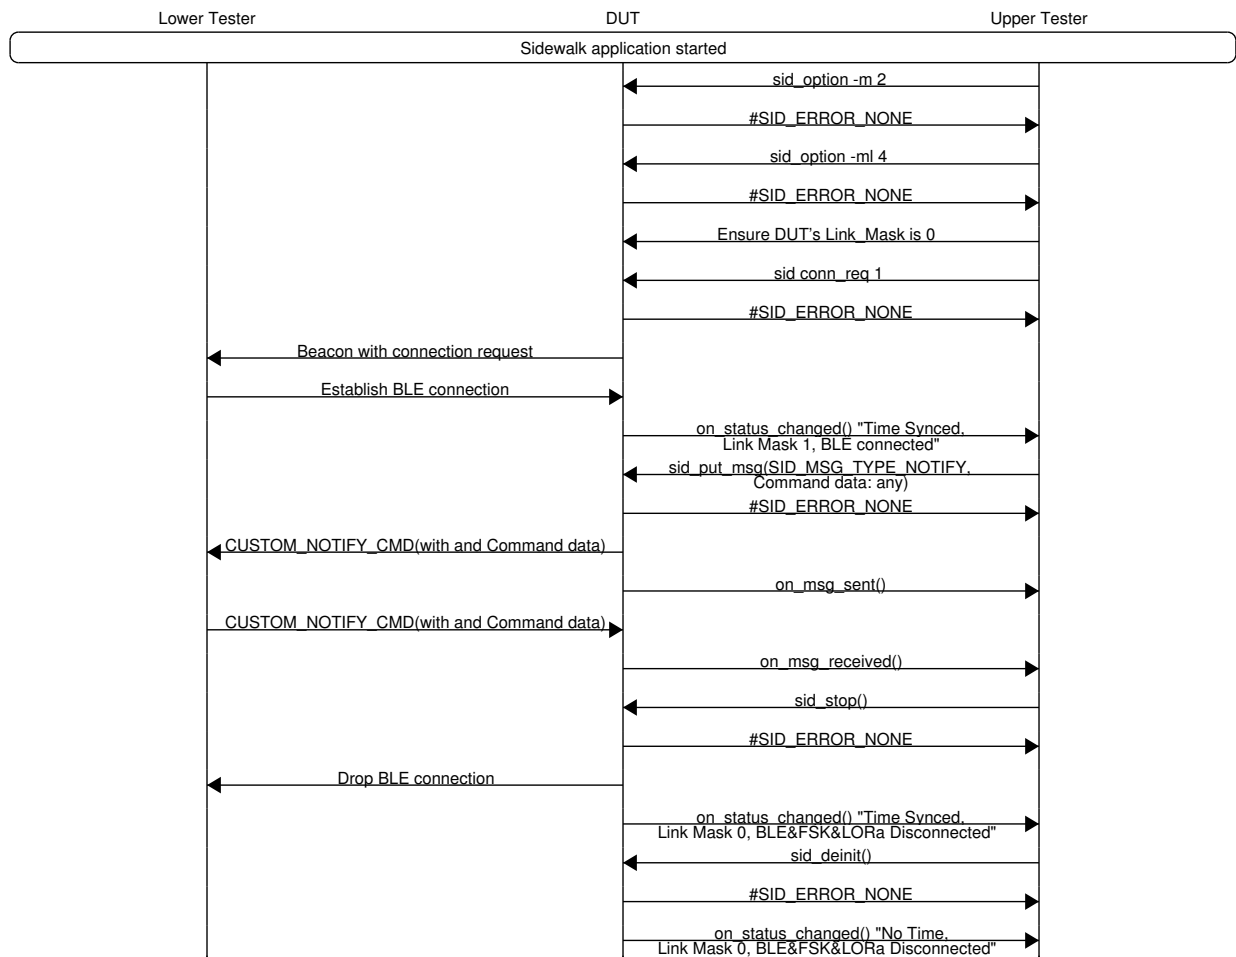 Lower Tester DUT Upper Tester
Sidewalk application started
sid_option -m 2
#SID_ERROR_NONE
sid_option -ml 4
#SID_ERROR_NONE
Ensure DUT's Link_Mask is 0
sid conn_req 1
#SID_ERROR_NONE
Beacon with connection request
Establish BLE connection
on_status_changed() "Time Synced,
Link Mask 1, BLE connected"
sid_put_msg(SID_MSG_TYPE_NOTIFY,
Command data: any)
#SID_ERROR_NONE
CUSTOM_NOTIFY_CMD(with and Command data)
on_msg_sent()
CUSTOM_NOTIFY_CMD(with and Command data)
on_msg_received()
sid_stop()
#SID_ERROR_NONE
Drop BLE connection
on_status_changed() "Time Synced,
Link Mask 0, BLE&FSK&LORa Disconnected"
sid_deinit()
#SID_ERROR_NONE
on_status_changed() "No Time,
Link Mask 0, BLE&FSK&LORa Disconnected"